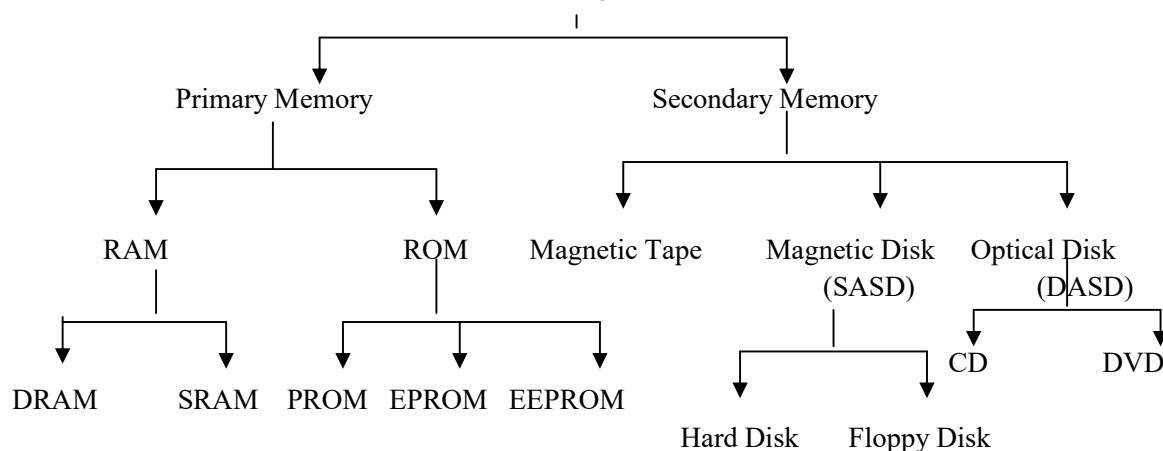 Primary Memory Secondary Memory
RAM ROM Magnetic Tape Magnetic Disk Optical Disk
(SASD) (DASD)
CD DVD
DRAM SRAM PROM EPROM EEPROM
Hard Disk Floppy Disk